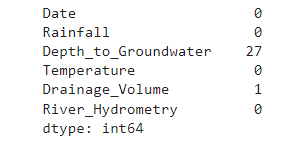 Date 0
Rainfall 0
Depth_to_Groundwater 27
Temperature 0
Drainage_Volume 1
River_Hydrometry 0
dtype: int64